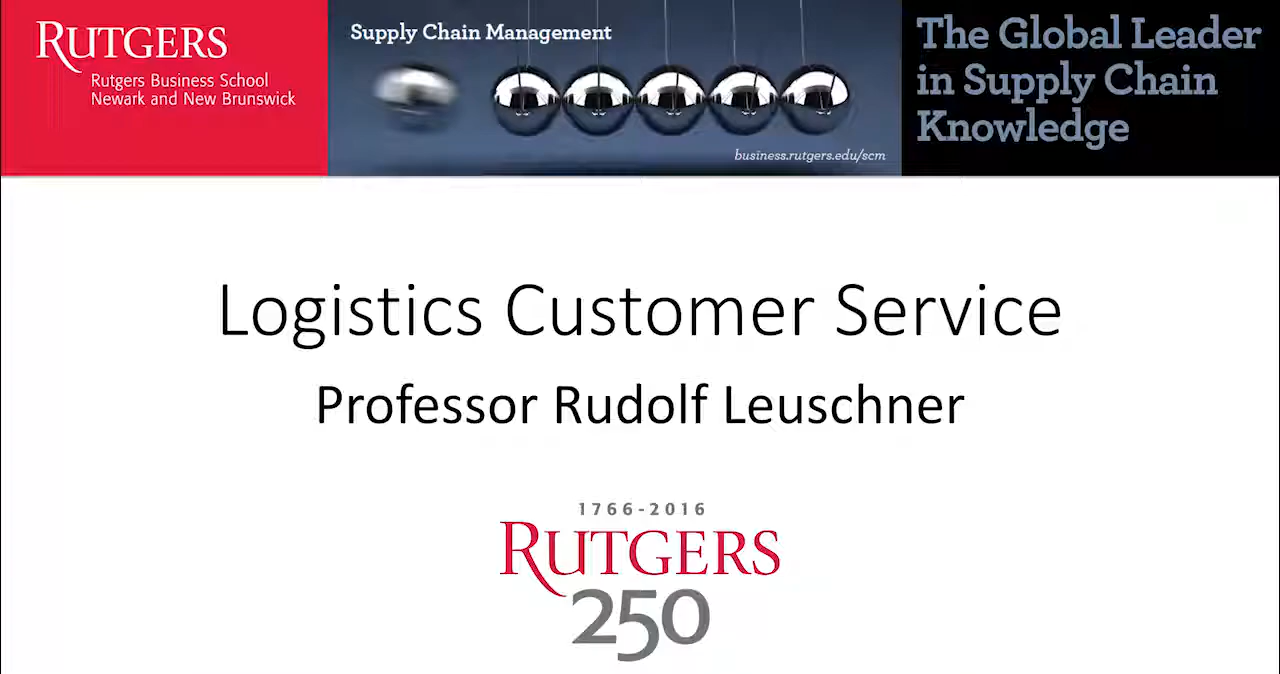 RUTGERS
Rutgers Business School
Newark and New Brunswick
Supply Chain Management
business.rutgers.edu/scm
The Global Leader
in Supply Chain
Knowledge
Logistics Customer Service
Professor Rudolf Leuschner
1766-2016
RUTGERS
250